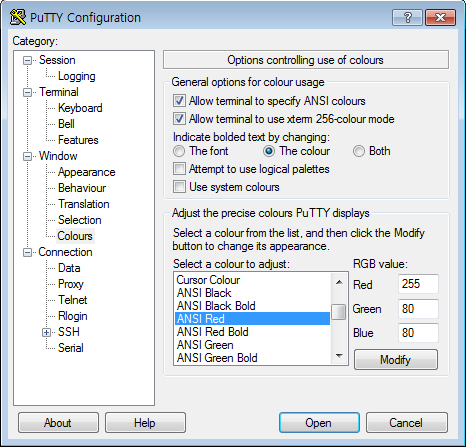 PuTTY Configuration
Category:
Session
Logging
Terminal
Keyboard
Bell
Features
Window
Appearance
Behaviour
Translation
Selection
Colours
Connection
Data
Proxy
Telnet
Rlogin
SSH
Serial
Options controlling use of colours
General options for colour usage
Allow terminal to specify ANSI colours
Allow terminal to use xterm 256-colour mode
Indicate bolded text by changing:
The font The colour Both
Attempt to use logical palettes
Use system colours
Adjust the precise colours PuTTY displays
Select a colour from the list, and then click the Modify
button to change its appearance.
Select a colour to adjust:
Cursor Colour
ANSI Black
ANSI Black Bold
ANSI Red
ANSI Red Bold
ANSI Green
ANSI Green Bold
RGB value:
Red 255
Green 80
Blue 80
Modify
About Help Open Cancel